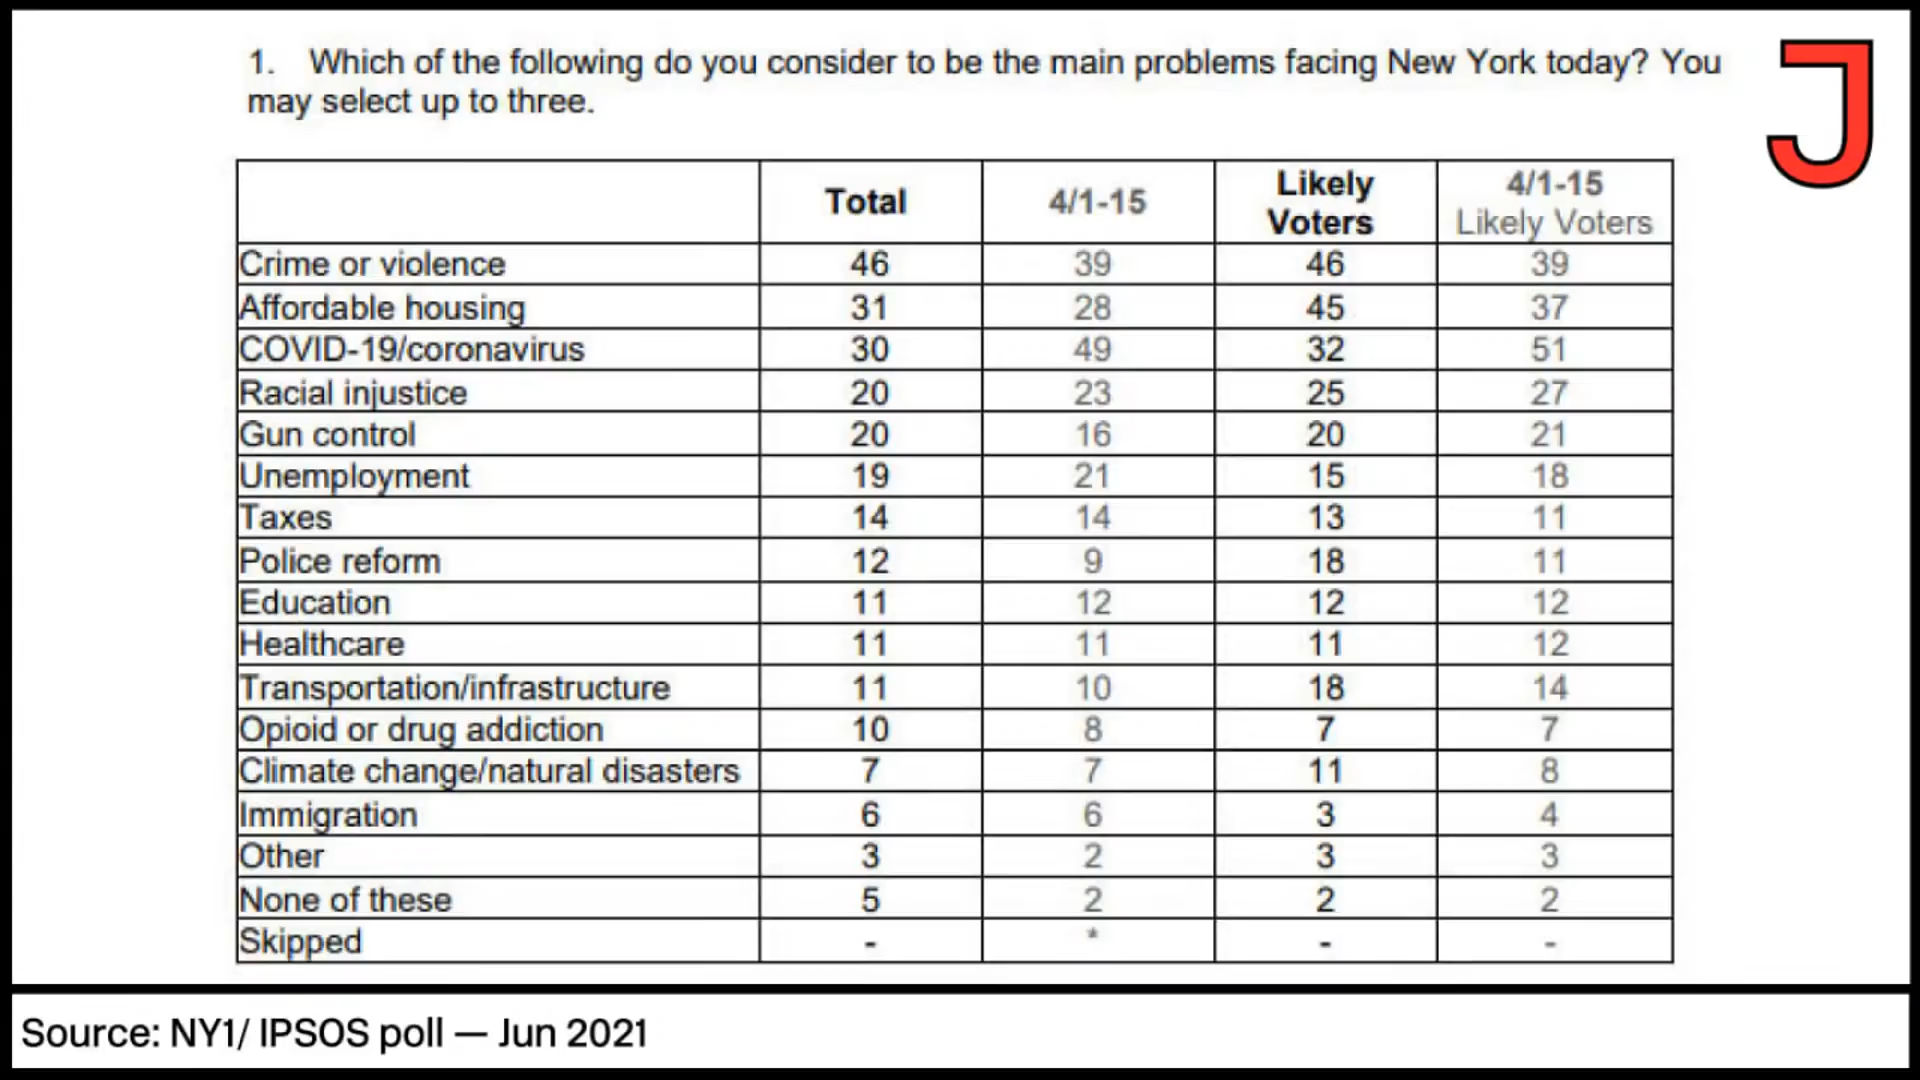 J
1. Which of the following do you consider to be the main problems facing New York today? You
may select up to three.
Total 4/1-15 Likely Voters 4/1-15 Likely Voters
Crime or violence 46 39 46 39
Affordable housing 31 28 45 37
COVID-19/coronavirus 30 49 32 51
Racial injustice 20 23 25 27
Gun control 20 16 20 21
Unemployment 19 21 15 18
Taxes 14 14 13 11
Police reform 12 9 18 11
Education 11 12 12 12
Healthcare 11 11 11 12
Transportation/infrastructure 11 10 18 14
Opioid or drug addiction 10 8 7 7
Climate change/natural disasters 7 7 11 8
Immigration 6 6 3 4
Other 3 2 3 3
None of these 5 2 2 2
Skipped - * - -
Source: NY1/ IPSOS poll — Jun 2021